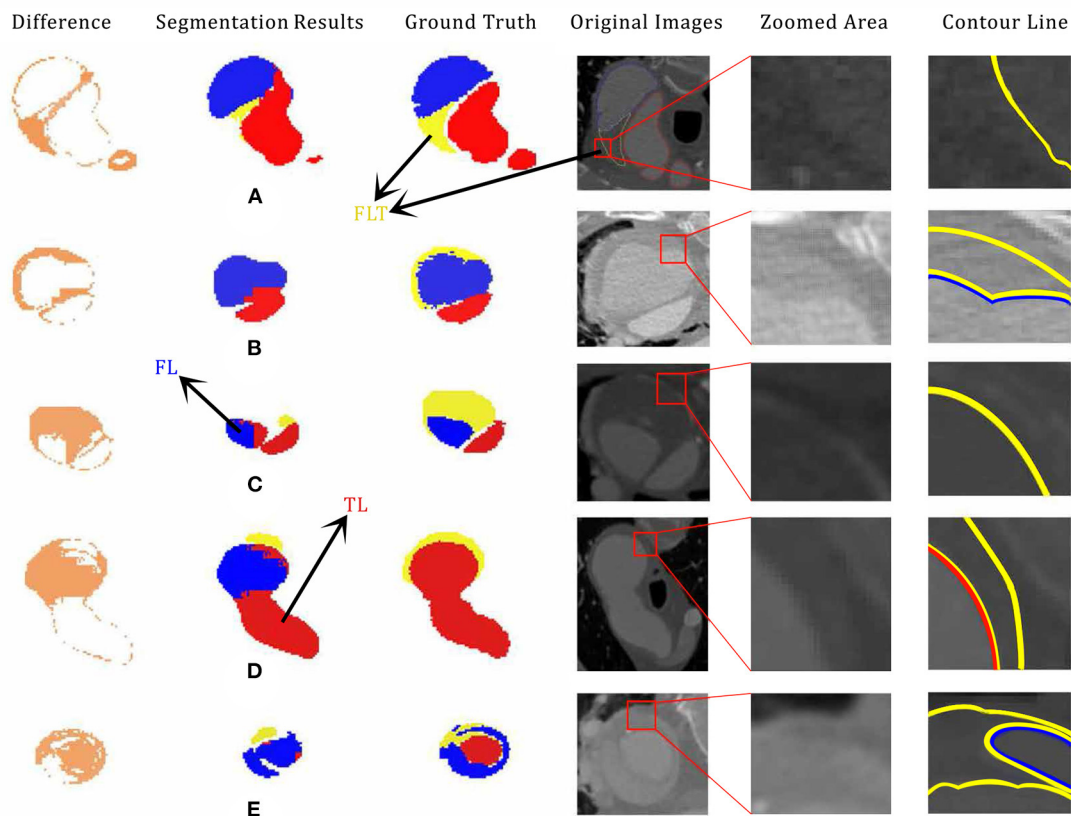 Difference Segmentation Results Ground Truth Original Images Zoomed Area Contour Line
A
FLT
B
FL
C
TL
D
E